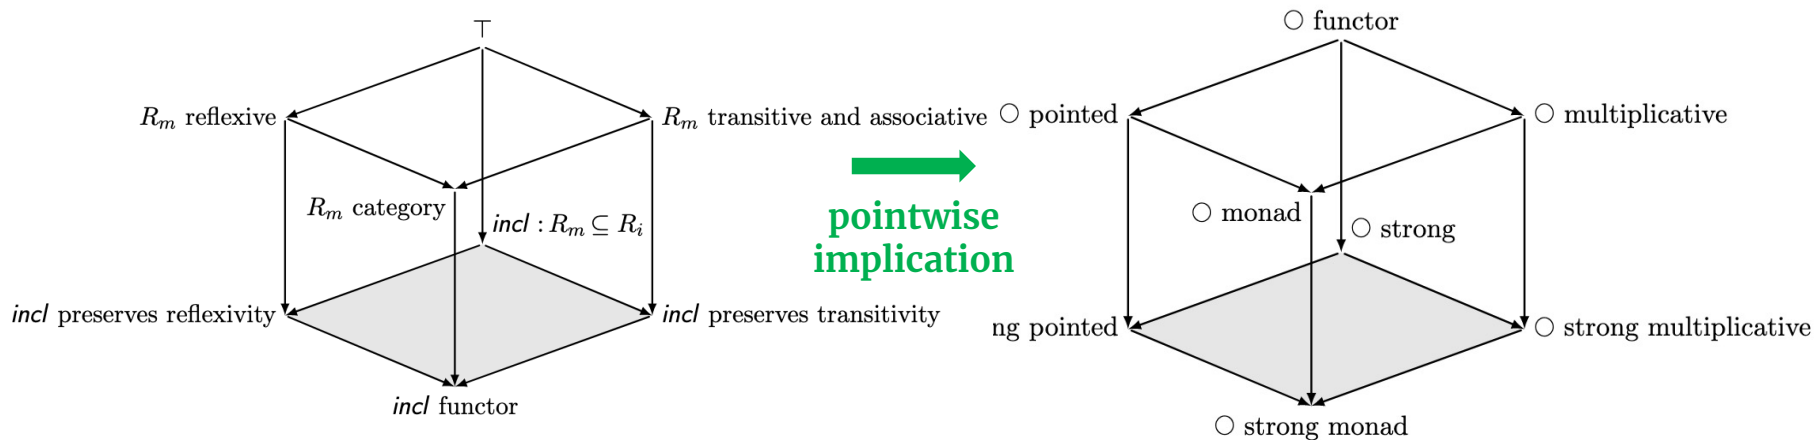 ⊤
R_m reflexive
R_m transitive and associative
R_m category
incl : R_m ⊆ R_i
incl preserves reflexivity
incl preserves transitivity
incl functor
pointwise
implication
○ functor
○ pointed
○ multiplicative
○ monad
○ strong
ng pointed
○ strong multiplicative
○ strong monad